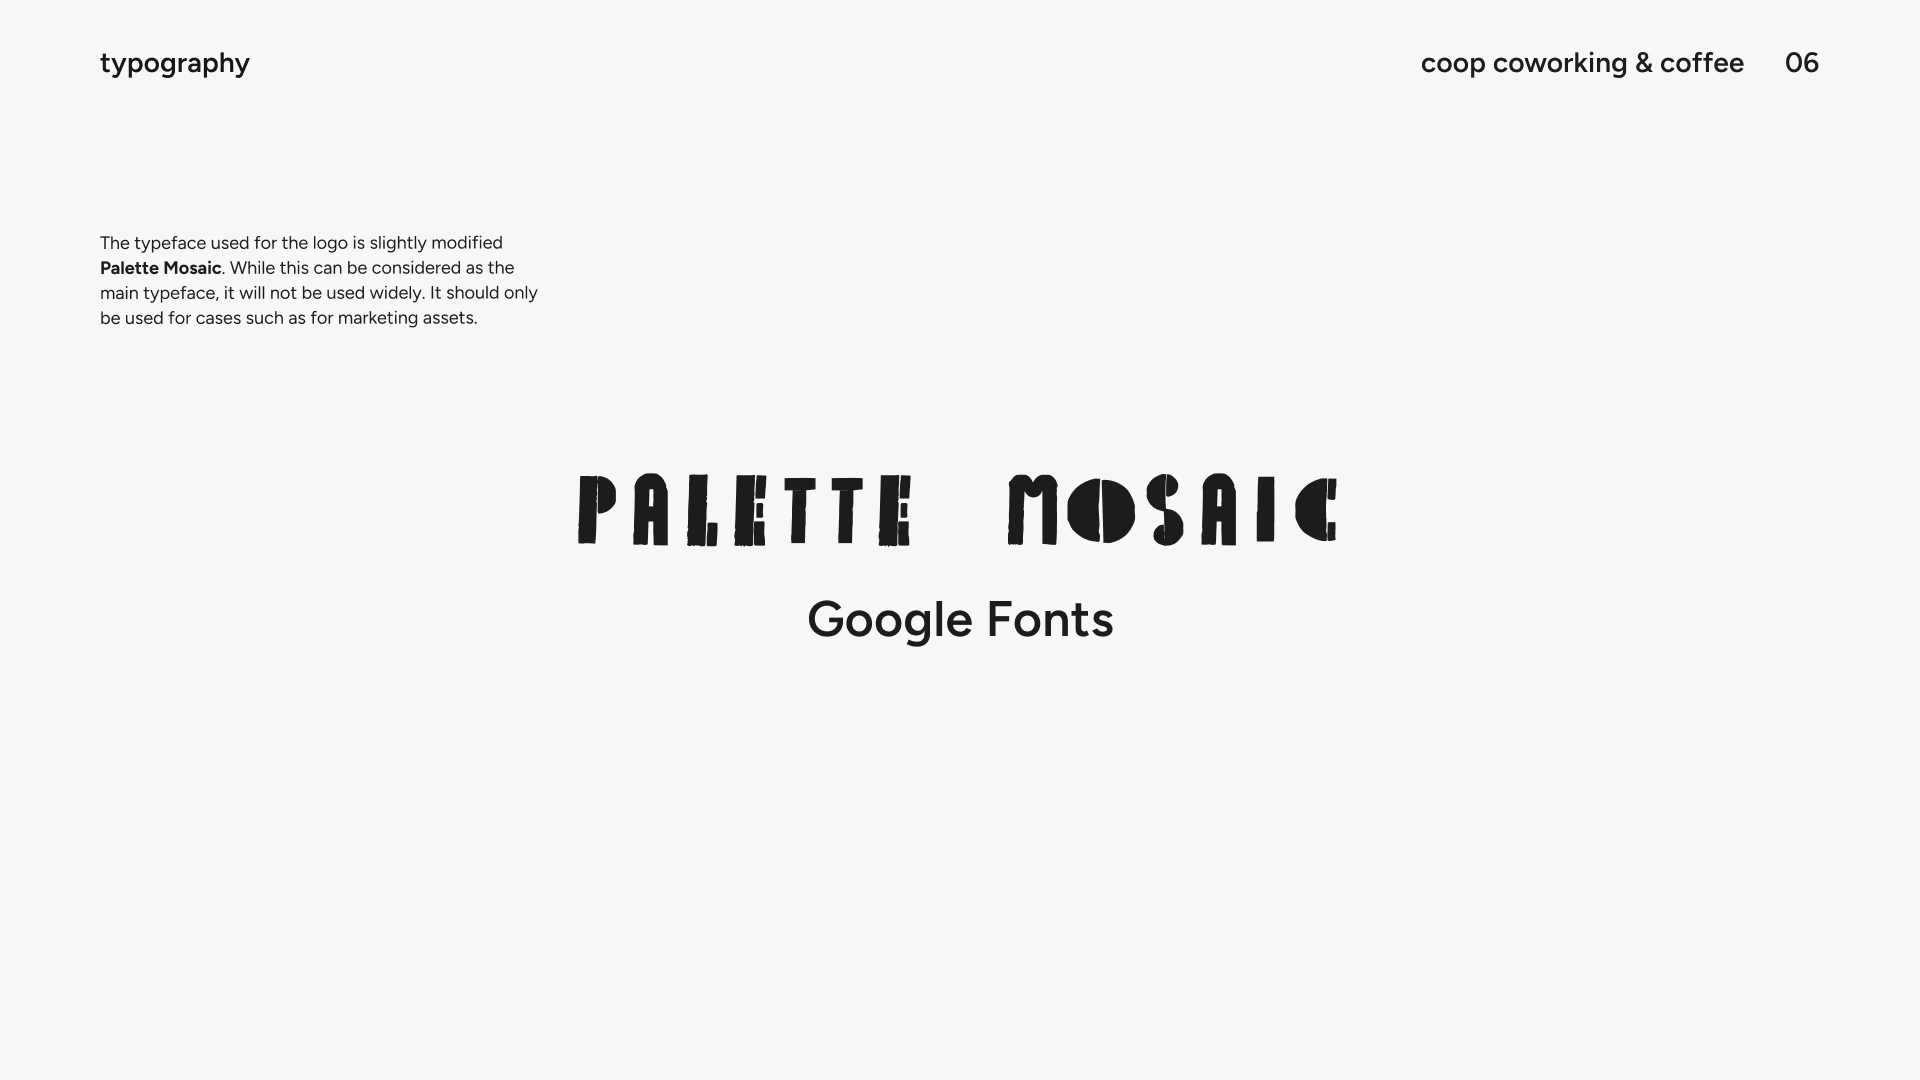 typography
coop coworking & coffee 06
The typeface used for the logo is slightly modified
Palette Mosaic. While this can be considered as the
main typeface, it will not be used widely. It should only
be used for cases such as for marketing assets.
PALETTE MOSAIC
Google Fonts